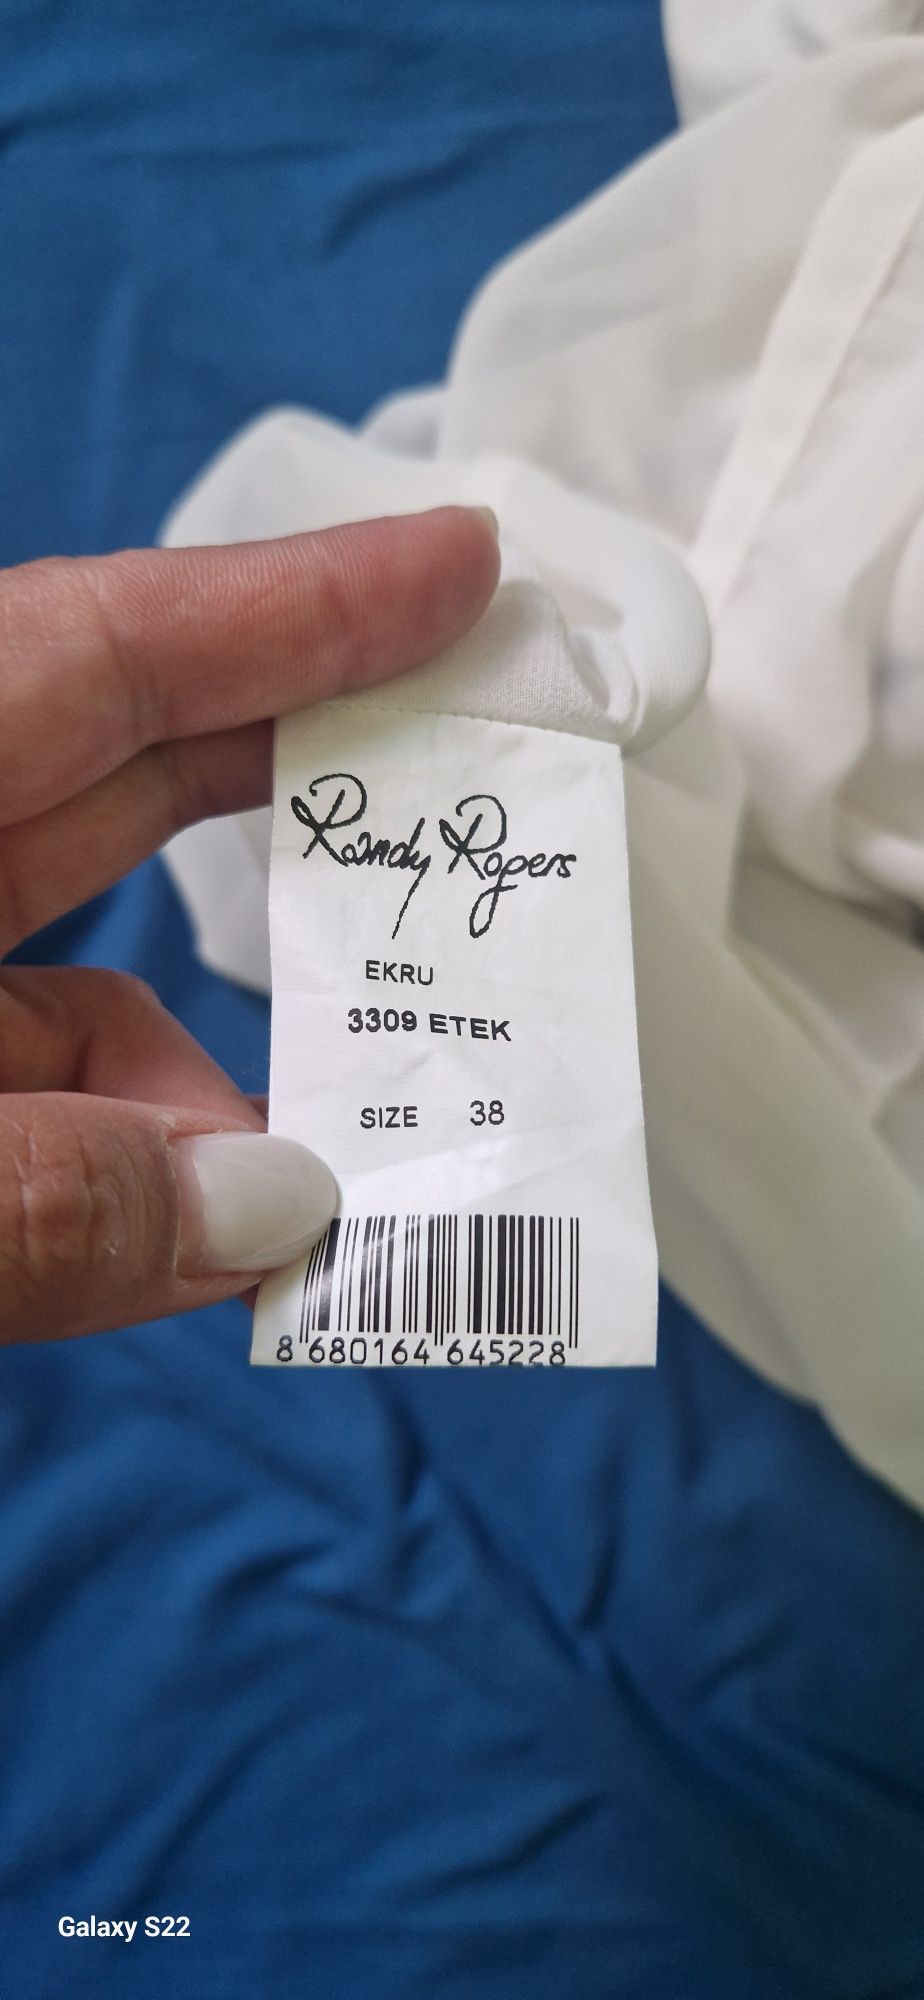 Randy Rogers
EKRU
3309 ETEK
SIZE 38
8 680164 645228
Galaxy S22